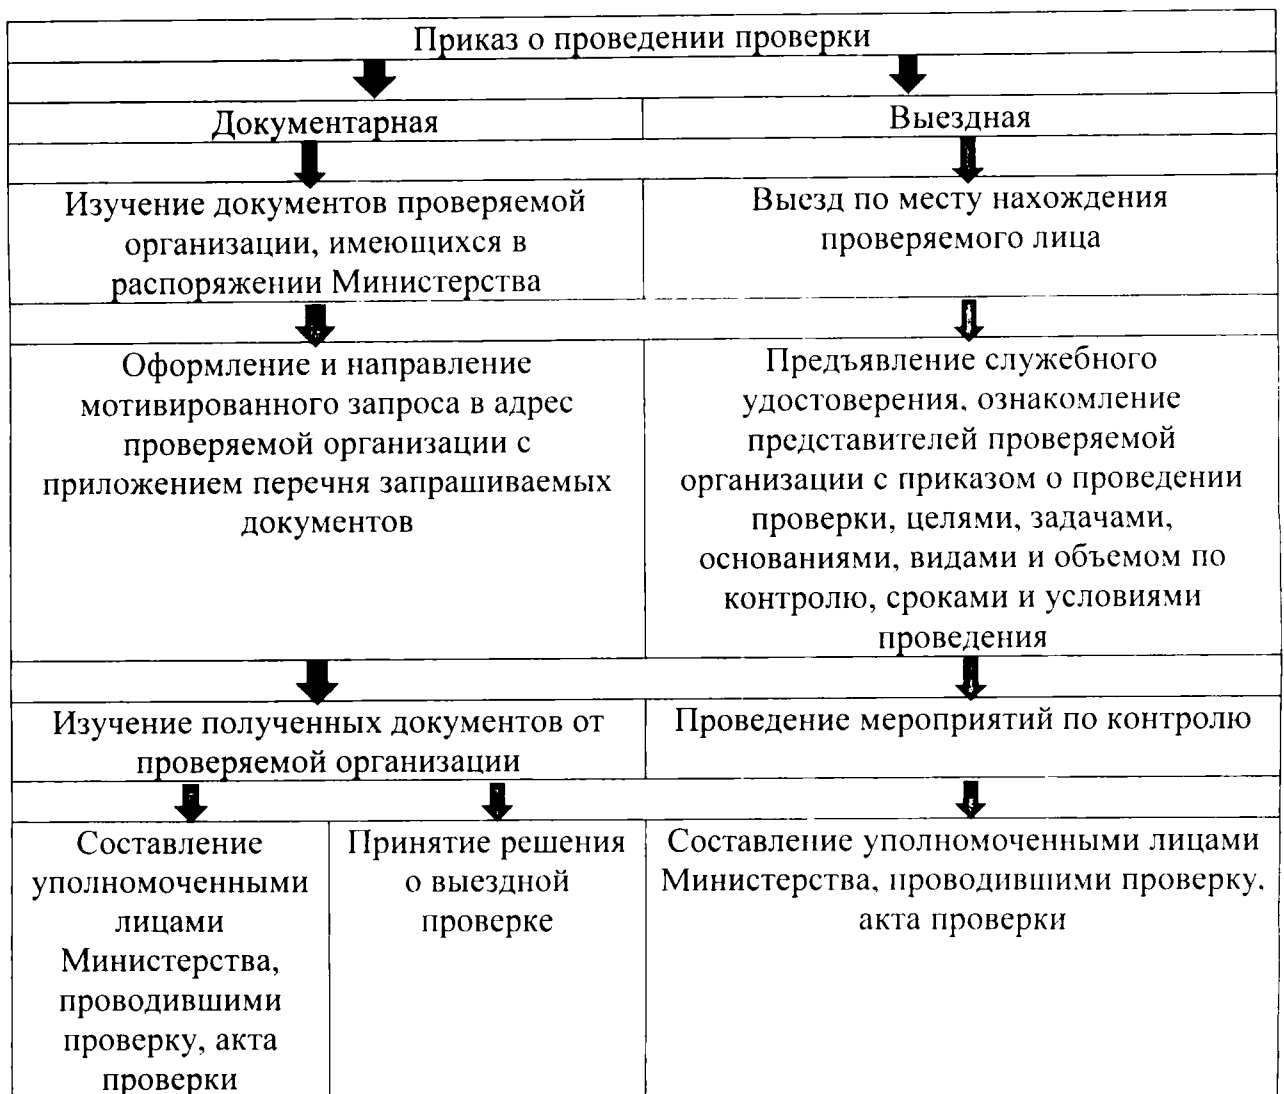 Приказ о проведении проверки
Документарная
Выездная
Изучение документов проверяемой
организации, имеющихся в
распоряжении Министерства
Выезд по месту нахождения
проверяемого лица
Оформление и направление
мотивированного запроса в адрес
проверяемой организации с
приложением перечня запрашиваемых
документов
Предъявление служебного
удостоверения, ознакомление
представителей проверяемой
организации с приказом о проведении
проверки, целями, задачами,
основаниями, видами и объемом по
контролю, сроками и условиями
проведения
Изучение полученных документов от
проверяемой организации
Проведение мероприятий по контролю
Составление
уполномоченными
лицами
Министерства,
проводившими
проверку, акта
проверки
Принятие решения
о выездной
проверке
Составление уполномоченными лицами
Министерства, проводившими проверку,
акта проверки